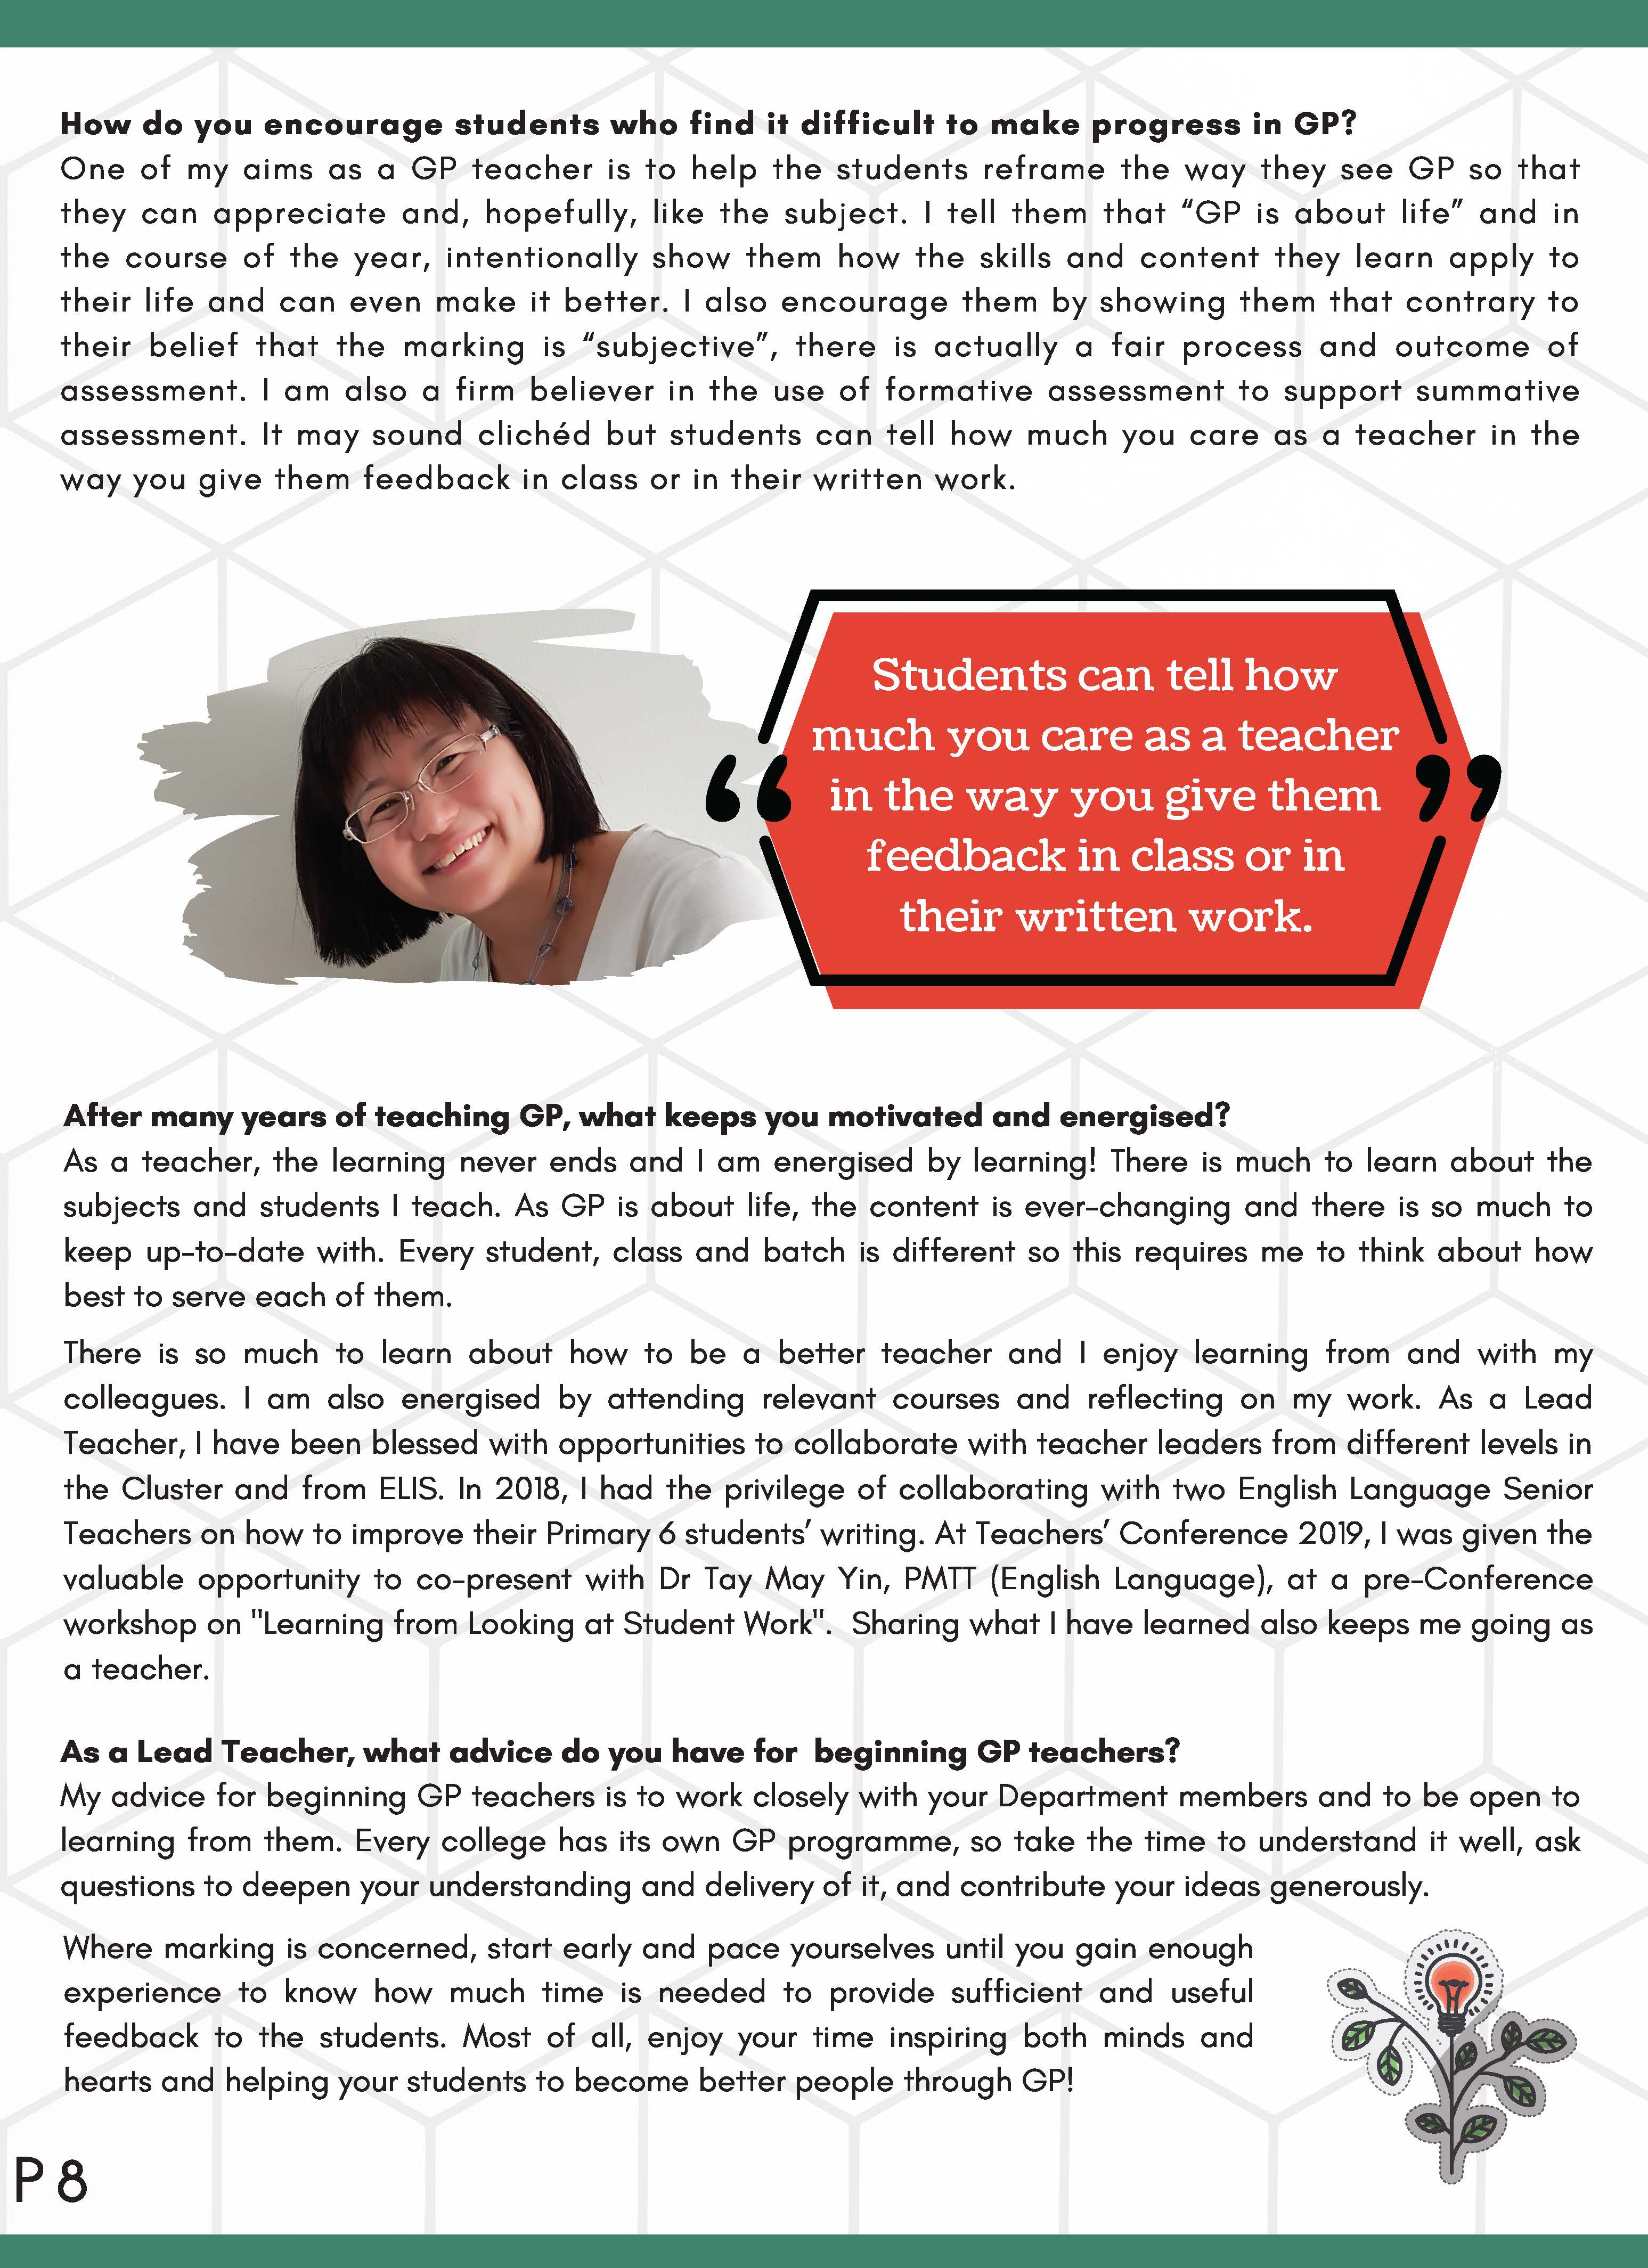 How do you encourage students who find it difficult to make progress in GP?
One of my aims as a GP teacher is to help the students reframe the way they see GP so that
they can appreciate and, hopefully, like the subject. I tell them that “GP is about life” and in
the course of the year, intentionally show them how the skills and content they learn apply to
their life and can even make it better. I also encourage them by showing them that contrary to
their belief that the marking is “subjective”, there is actually a fair process and outcome of
assessment. I am also a firm believer in the use of formative assessment to support summative
assessment. It may sound clichéd but students can tell how much you care as a teacher in the
way you give them feedback in class or in their written work.
“
Students can tell how
much you care as a teacher
in the way you give them
feedback in class or in
their written work.
”
After many years of teaching GP, what keeps you motivated and energised?
As a teacher, the learning never ends and I am energised by learning! There is much to learn about the
subjects and students I teach. As GP is about life, the content is ever-changing and there is so much to
keep up-to-date with. Every student, class and batch is different so this requires me to think about how
best to serve each of them.
There is so much to learn about how to be a better teacher and I enjoy learning from and with my
colleagues. I am also energised by attending relevant courses and reflecting on my work. As a Lead
Teacher, I have been blessed with opportunities to collaborate with teacher leaders from different levels in
the Cluster and from ELIS. In 2018, I had the privilege of collaborating with two English Language Senior
Teachers on how to improve their Primary 6 students’ writing. At Teachers’ Conference 2019, I was given the
valuable opportunity to co-present with Dr Tay May Yin, PMTT (English Language), at a pre-Conference
workshop on "Learning from Looking at Student Work". Sharing what I have learned also keeps me going as
a teacher.
As a Lead Teacher, what advice do you have for beginning GP teachers?
My advice for beginning GP teachers is to work closely with your Department members and to be open to
learning from them. Every college has its own GP programme, so take the time to understand it well, ask
questions to deepen your understanding and delivery of it, and contribute your ideas generously.
Where marking is concerned, start early and pace yourselves until you gain enough
experience to know how much time is needed to provide sufficient and useful
feedback to the students. Most of all, enjoy your time inspiring both minds and
hearts and helping your students to become better people through GP!
P 8